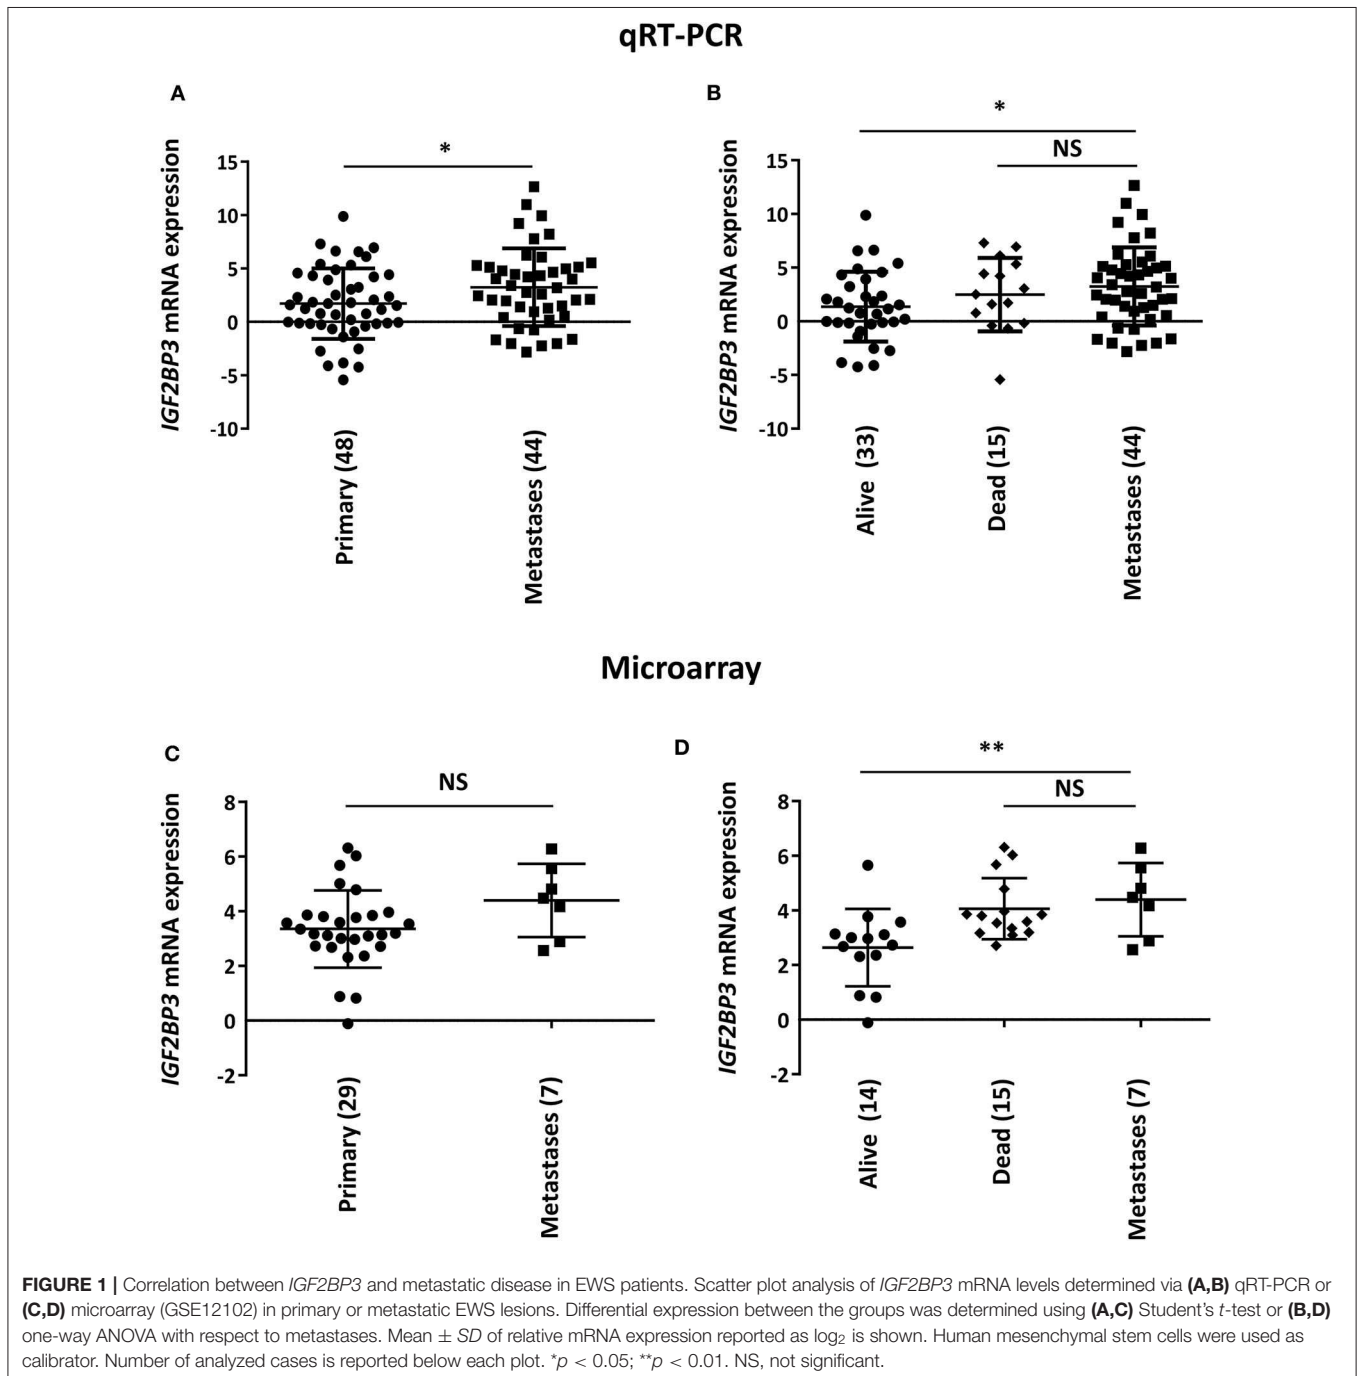 qRT-PCR
A
*
IGF2BP3 mRNA expression
15
10
5
0
-5
-10
Primary (48)
Metastases (44)
B
*
NS
IGF2BP3 mRNA expression
15
10
5
0
-5
-10
Alive (33)
Dead (15)
Metastases (44)
Microarray
C
NS
IGF2BP3 mRNA expression
8
6
4
2
0
-2
Primary (29)
Metastases (7)
D
**
NS
IGF2BP3 mRNA expression
8
6
4
2
0
-2
Alive (14)
Dead (15)
Metastases (7)
FIGURE 1 | Correlation between IGF2BP3 and metastatic disease in EWS patients. Scatter plot analysis of IGF2BP3 mRNA levels determined via (A,B) qRT-PCR or
(C,D) microarray (GSE12102) in primary or metastatic EWS lesions. Differential expression between the groups was determined using (A,C) Student's t-test or (B,D)
one-way ANOVA with respect to metastases. Mean ± SD of relative mRNA expression reported as log₂ is shown. Human mesenchymal stem cells were used as
calibrator. Number of analyzed cases is reported below each plot. *p < 0.05; **p < 0.01. NS, not significant.